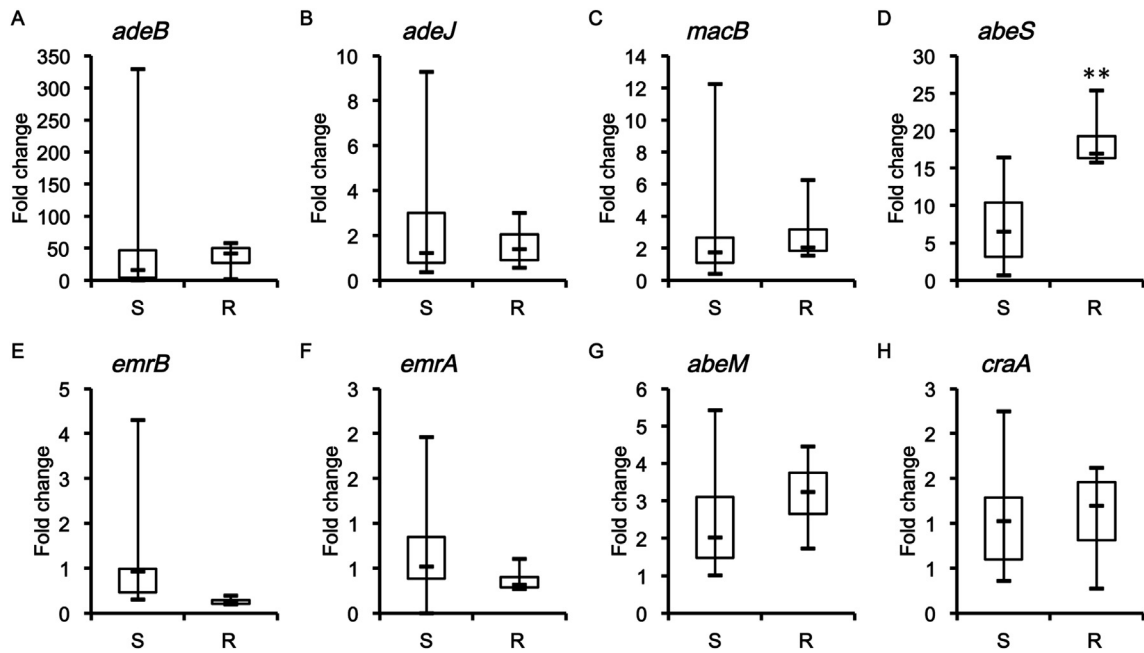 A
adeB
Fold change
350
300
250
200
150
100
50
0
S
R
B
adeJ
Fold change
10
8
6
4
2
0
S
R
C
macB
Fold change
14
12
10
8
6
4
2
0
S
R
D
abeS
Fold change
30
25
20
15
10
5
0
**
S
R
E
emrB
Fold change
5
4
3
2
1
0
S
R
F
emrA
Fold change
3
2
2
1
1
0
S
R
G
abeM
Fold change
6
5
4
3
2
1
0
S
R
H
craA
Fold change
3
2
2
1
1
0
S
R